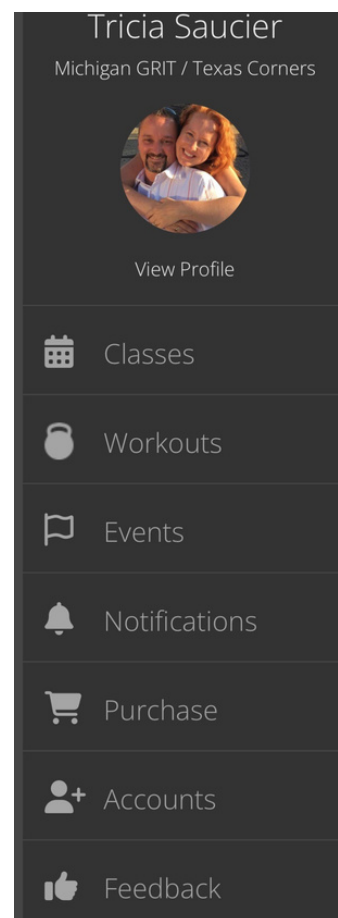 Tricia Saucier
Michigan GRIT / Texas Corners
View Profile
Classes
Workouts
Events
Notifications
Purchase
Accounts
Feedback